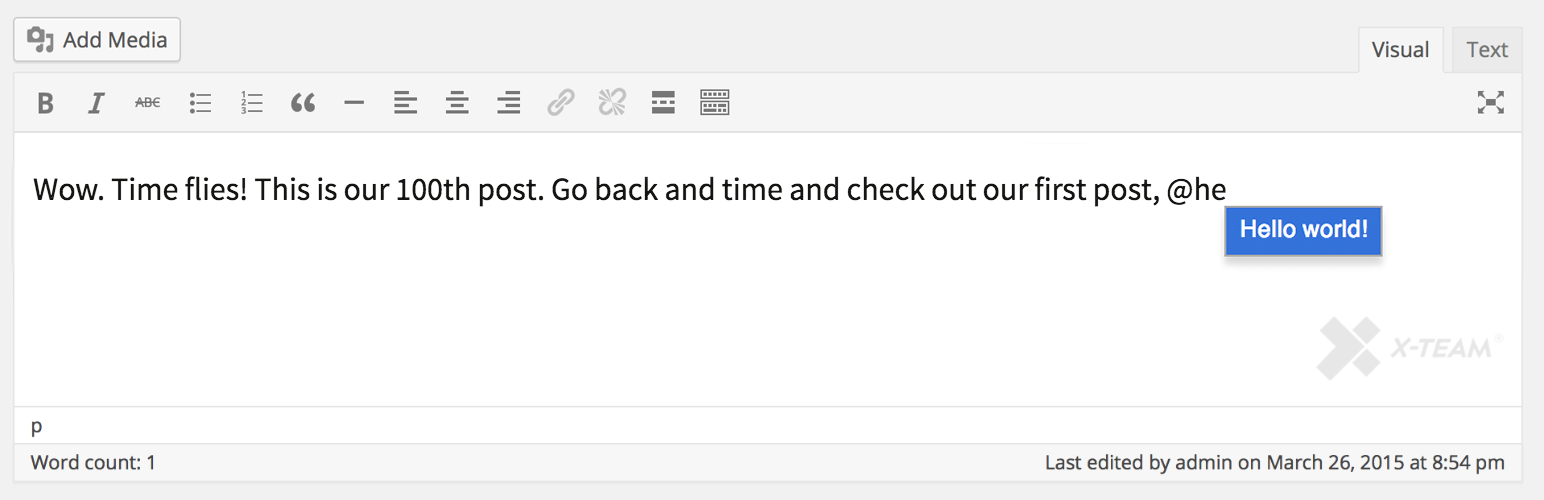 Add Media
Visual Text
B I ABC
Wow. Time flies! This is our 100th post. Go back and time and check out our first post, @he
Hello world!
X-TEAM®
p
Word count: 1 Last edited by admin on March 26, 2015 at 8:54 pm